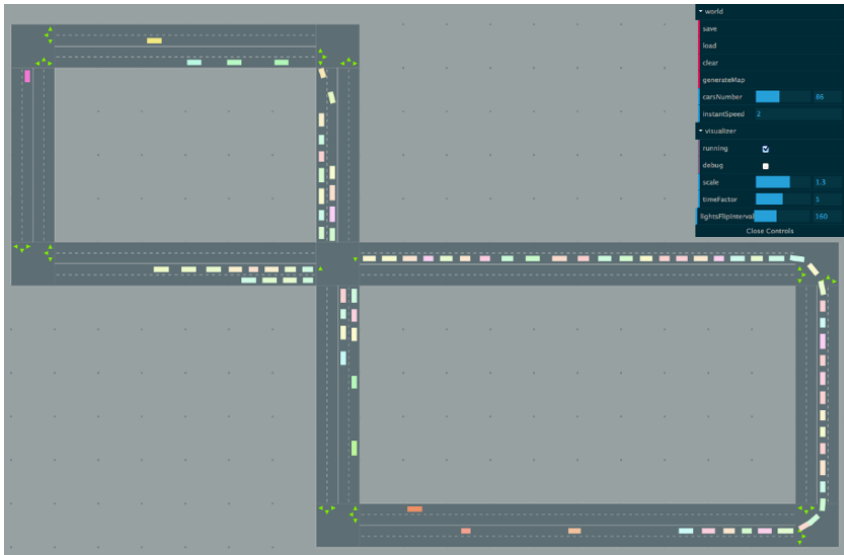 world
save
load
clear
generateMap
carsNumber 86
instantSpeed 2
visualizer
running
debug
scale 1.3
timeFactor 5
lightsFlipInterval 160
Close Controls